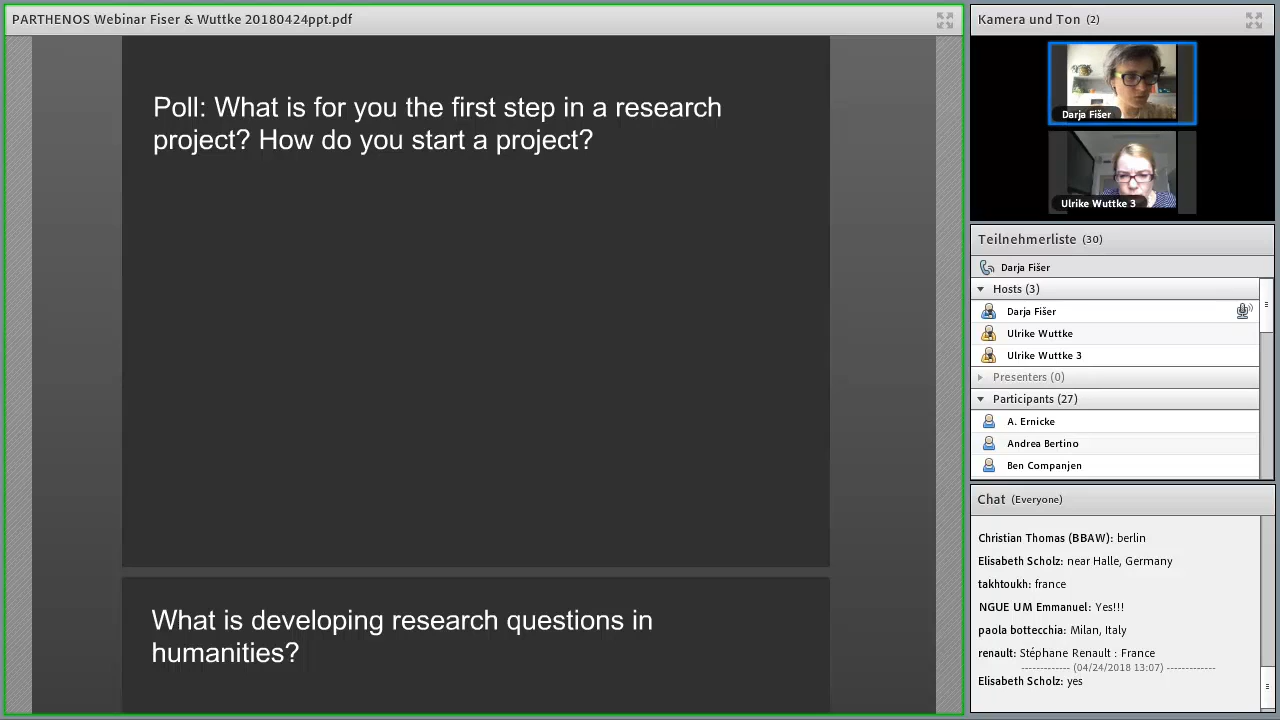 PARTHENOS Webinar Fiser & Wuttke 20180424ppt.pdf
Poll: What is for you the first step in a research
project? How do you start a project?
What is developing research questions in
humanities?
Kamera und Ton (2)
Darja Fišer
Ulrike Wuttke 3
Teilnehmerliste (30)
Darja Fišer
Hosts (3)
Darja Fišer
Ulrike Wuttke
Ulrike Wuttke 3
Presenters (0)
Participants (27)
A. Ernicke
Andrea Bertino
Ben Companjen
Chat (Everyone)
Christian Thomas (BBAW): berlin
Elisabeth Scholz: near Halle, Germany
takhtoukh: france
NGUE UM Emmanuel: Yes!!!
paola bottecchia: Milan, Italy
renault: Stéphane Renault : France
------------ (04/24/2018 13:07) -------------
Elisabeth Scholz: yes